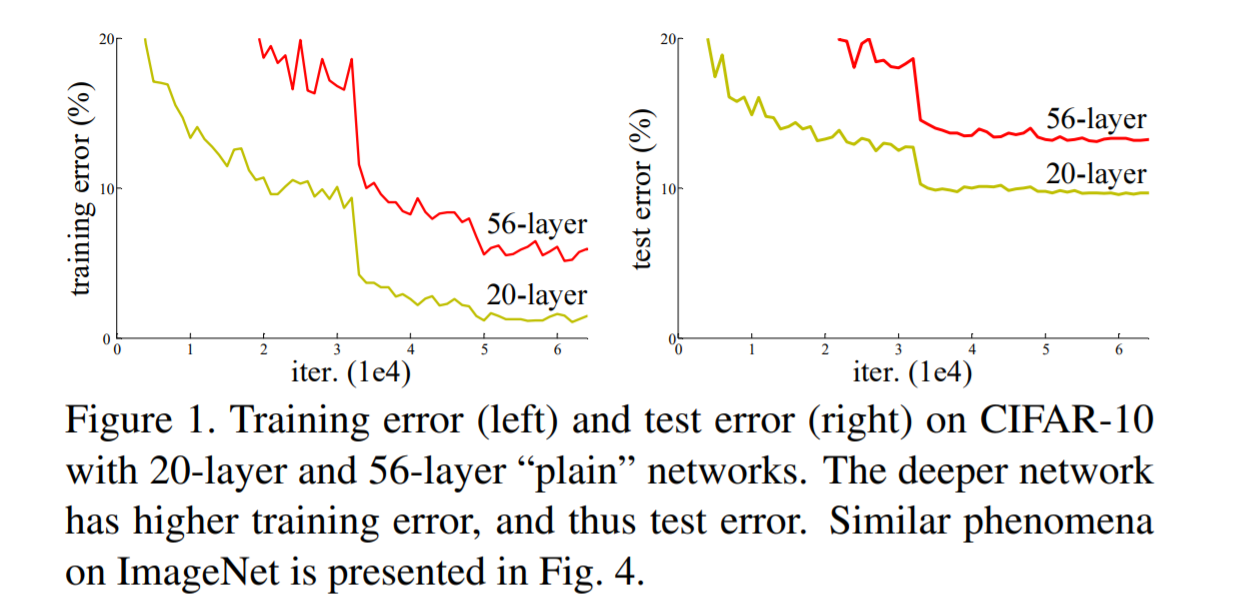 20
10
0
training error (%)
0 1 2 3 4 5 6
iter. (1e4)
56-layer
20-layer
20
10
0
test error (%)
0 1 2 3 4 5 6
iter. (1e4)
56-layer
20-layer
Figure 1. Training error (left) and test error (right) on CIFAR-10
with 20-layer and 56-layer “plain” networks. The deeper network
has higher training error, and thus test error. Similar phenomena
on ImageNet is presented in Fig. 4.